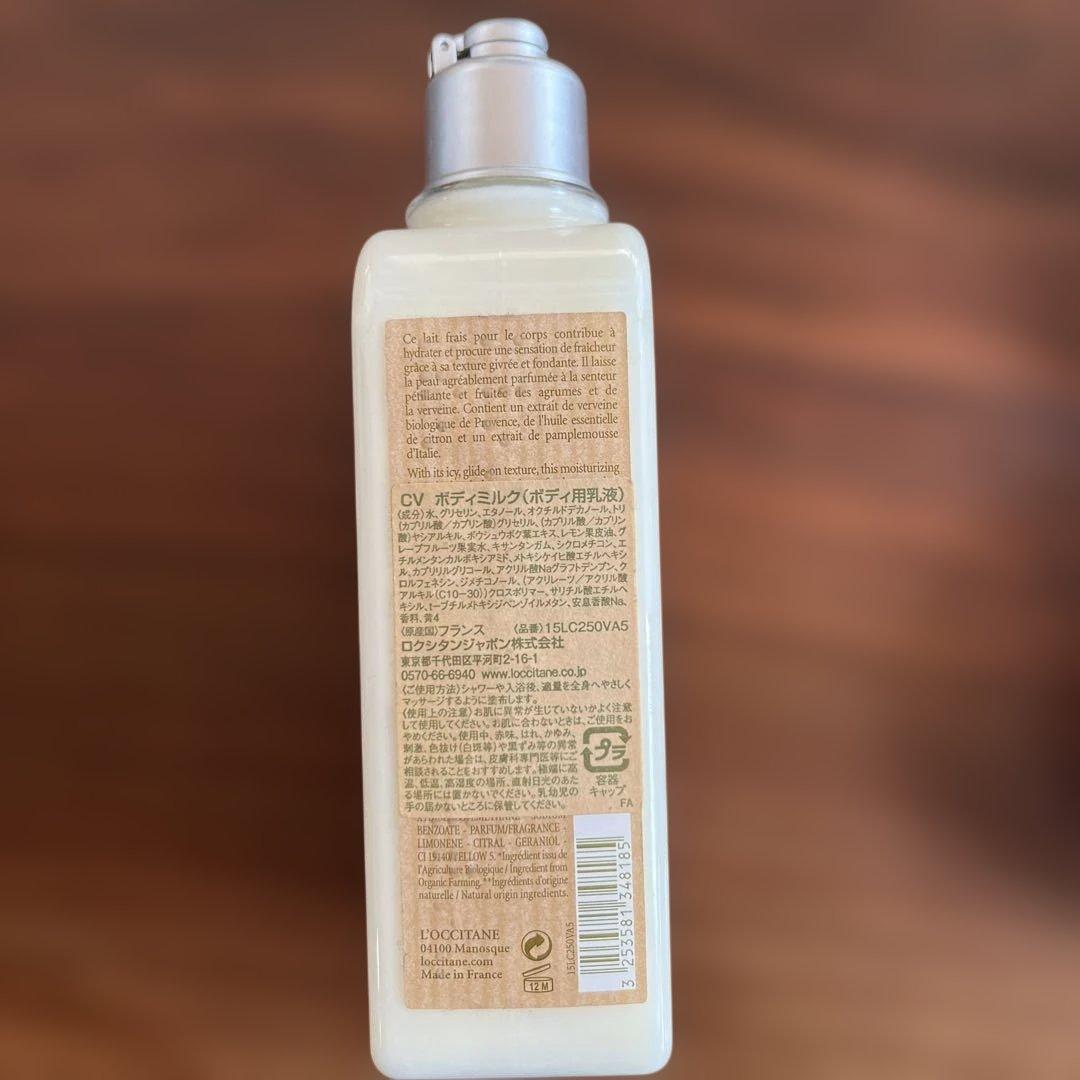 Ce lait frais pour le corps contribue à
hydrater et procure une sensation de fraîcheur
grâce à sa texture givrée et fondante. Il laisse
la peau agréablement parfumée à la senteur
pétillante et fruitée des agrumes et de
la verveine. Contient un extrait de verveine
biologique de Provence, de l'huile essentielle
de citron et un extrait de pamplemousse
d'Italie.
With its icy, glide-on texture, this moisturizing
CV ボディミルク(ボディ用乳液)
〈成分〉水、グリセリン、エタノール、オクチルドデカノール、トリ
(カプリル酸/カプリン酸)グリセリル、(カプリル酸/カプリン
酸)ヤシアルキル、ボウシュウボク葉エキス、レモン果皮油、グ
レープフルーツ果実水、キサンタンガム、シクロメチコン、エ
チルメンタンカルボキシアミド、メトキシケイヒ酸エチルヘキシ
ル、カプリリルグリコール、アクリル酸Naグラフトデンプン、ク
ロルフェネシン、ジメチコノール、(アクリレーツ/アクリル酸
アルキル(C10-30))クロスポリマー、サリチル酸エチルヘ
キシル、t-ブチルメトキシジベンゾイルメタン、安息香酸Na、
香料、黄4
〈原産国〉フランス 〈品番〉15LC250VA5
ロクシタンジャポン株式会社
東京都千代田区平河町2-16-1
0570-66-6940 www.loccitane.co.jp
〈ご使用方法〉シャワーや入浴後、適量を全身へやさしく
マッサージするように塗布します。
〈使用上の注意〉お肌に異常が生じていないかよく注意
して使用してください。お肌に合わないときは、ご使用をお
やめください。使用中、赤味、はれ、かゆみ、
刺激、色抜け(白斑等)や黒ずみ等の異常
があらわれた場合は、皮膚科専門医等にご
相談されることをおすすめします。極端に高
温、低温、高湿度の場所、直射日光のあた
る場所には置かないでください。乳幼児の
手の届かないところに保管してください。
プラ
容器
キャップ
FA
BENZOATE - PARFUM/FRAGRANCE -
LIMONENE - CITRAL - GERANIOL -
CI 19140/YELLOW 5. *Ingrédient issu de
l'Agriculture Biologique / Ingredient from
Organic Farming. **Ingrédients d'origine
naturelle / Natural origin ingredients.
L'OCCITANE
04100 Manosque
loccitane.com
Made in France
12 M
15LC250VA5
3 253581 348185